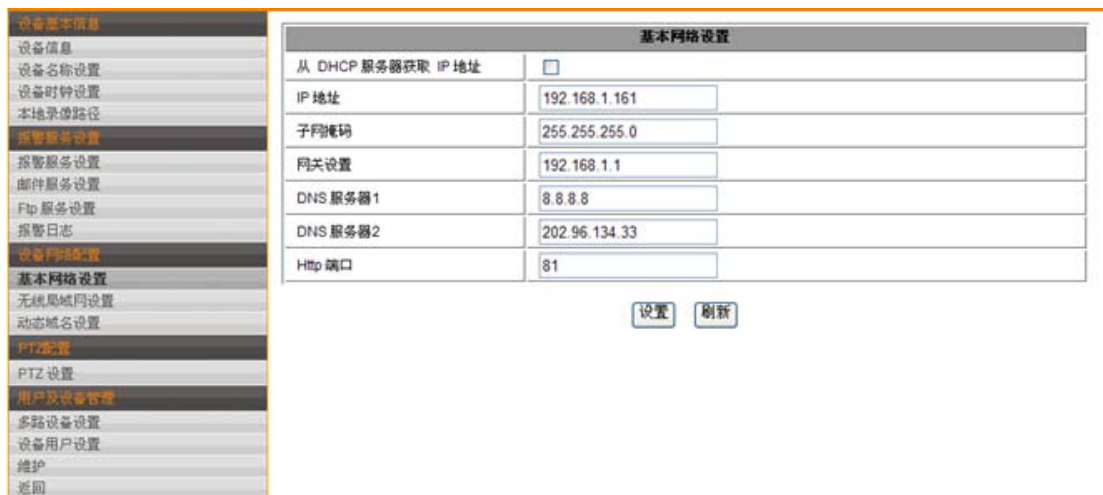 设备基本信息
设备信息
设备名称设置
设备时钟设置
本地录像路径
报警服务设置
报警服务设置
邮件服务设置
Ftp 服务设置
报警日志
设备网络配置
基本网络设置
无线局域网设置
动态域名设置
PTZ配置
PTZ 设置
用户及设备管理
多路设备设置
设备用户设置
维护
返回
基本网络设置
从 DHCP 服务器获取 IP 地址
IP 地址 192.168.1.161
子网掩码 255.255.255.0
网关设置 192.168.1.1
DNS 服务器1 8.8.8.8
DNS 服务器2 202.96.134.33
Http 端口 81
设置 刷新